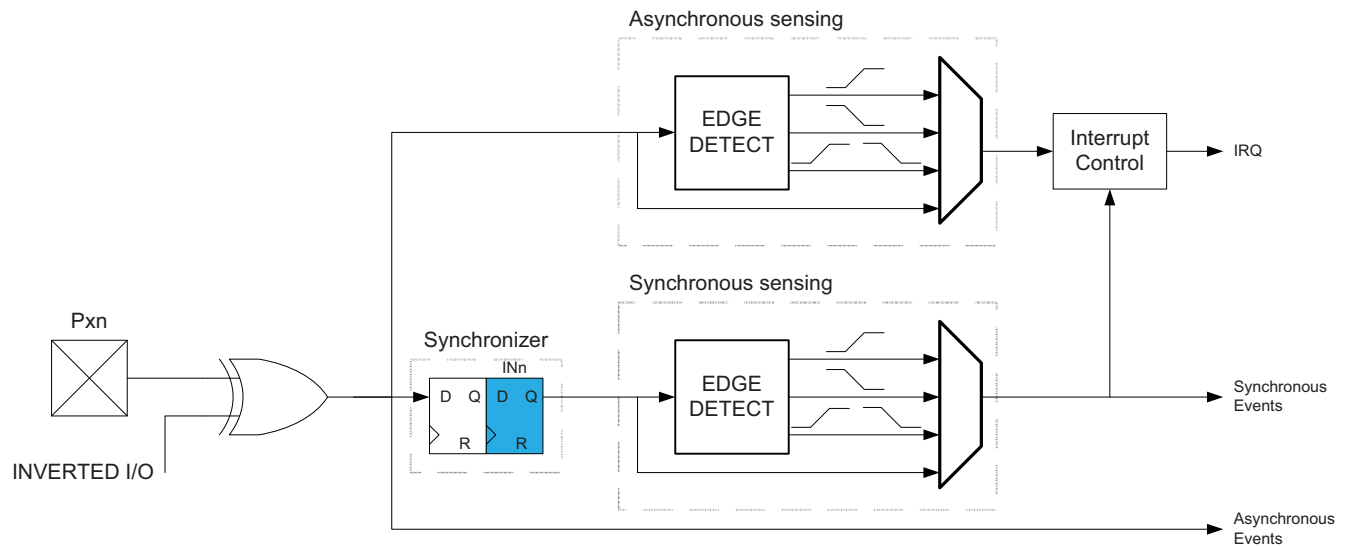 Asynchronous sensing
EDGE
DETECT
Interrupt
Control
IRQ
Synchronous sensing
Pxn
Synchronizer
INn
D Q D Q
R R
EDGE
DETECT
Synchronous
Events
INVERTED I/O
Asynchronous
Events